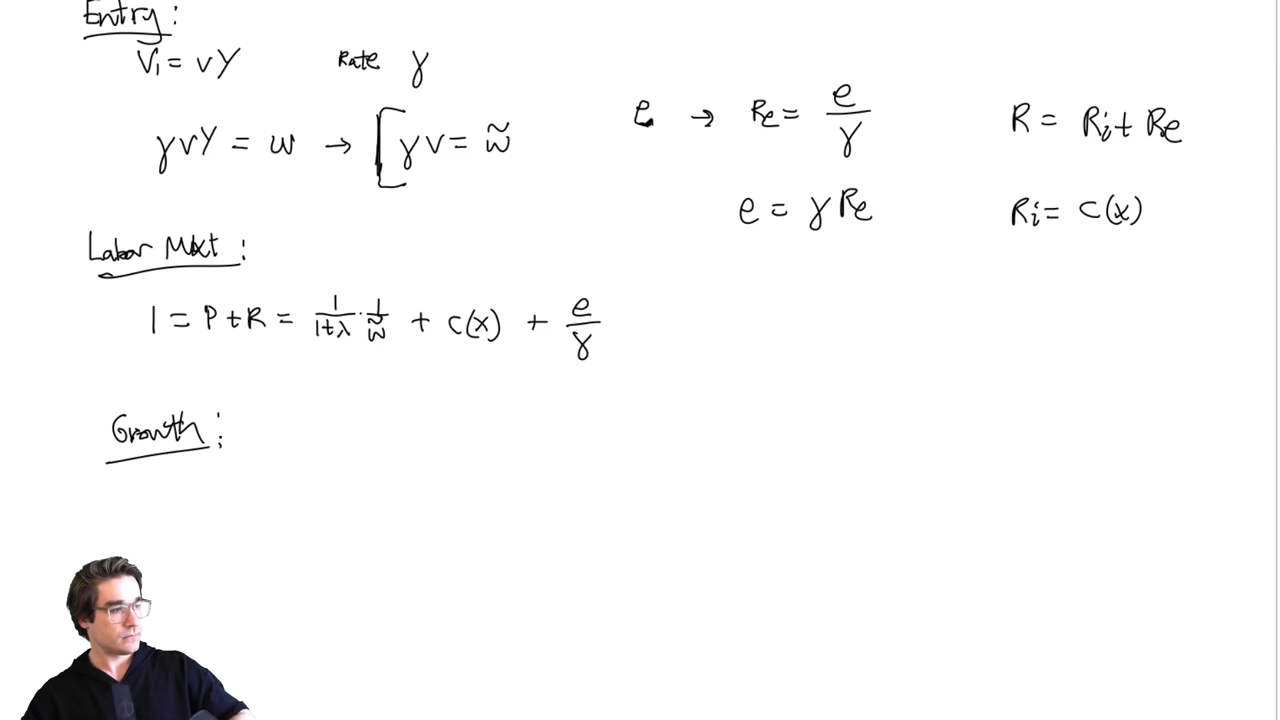 Entry:
V₁ = vY Rate γ
γvY = w → [γv = w̃
e → Rₑ = e/γ
e = γRₑ
R = Rᵢ + Rₑ
Rᵢ = c(x)
Labor Mkt:
1 = P + R = 1/(1+λ) · 1/w̃ + c(x) + e/γ
Growth: